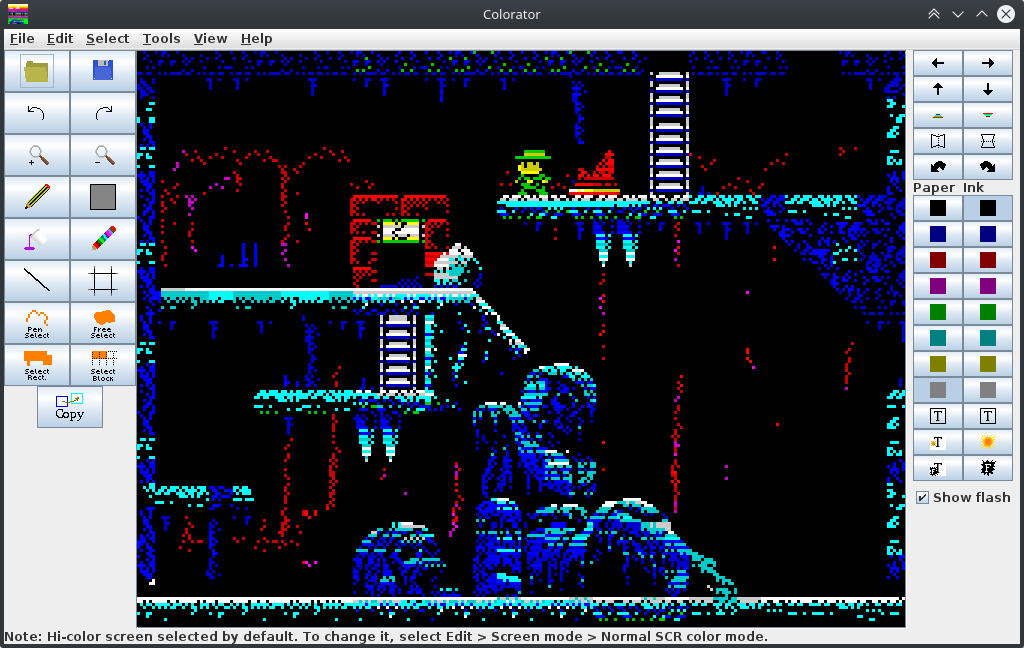 Colorator
File Edit Select Tools View Help
Paper Ink
Pen Select
Free Select
Select Rect.
Select Block
Copy
T T
T
T T
Show flash
Note: Hi-color screen selected by default. To change it, select Edit > Screen mode > Normal SCR color mode.